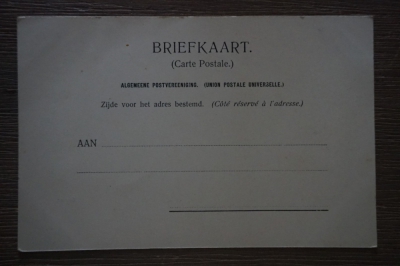 BRIEFKAART.
(Carte Postale.)
ALGEMEENE POSTVEREENIGING. (UNION POSTALE UNIVERSELLE.)
Zijde voor het adres bestemd. (Côté réservé à l'adresse.)
AAN